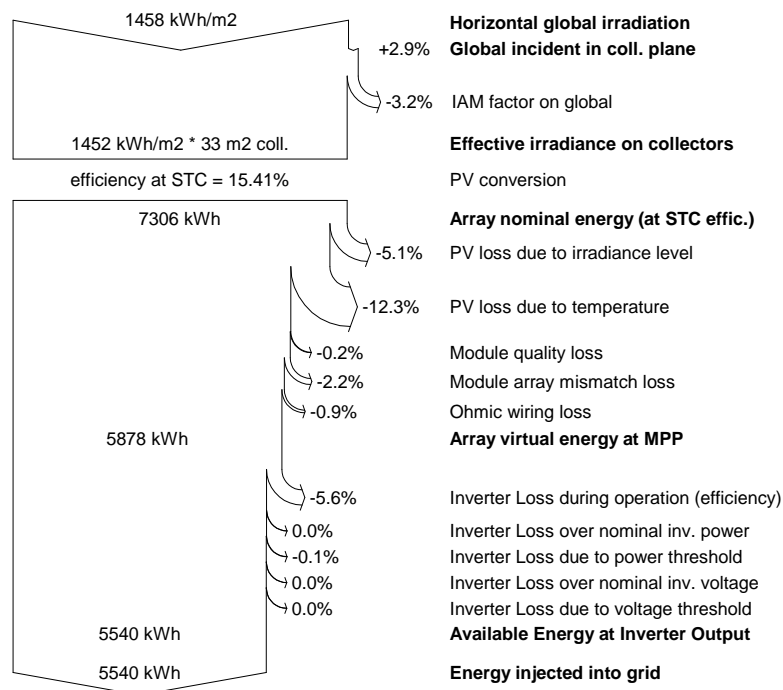 1458 kWh/m2 Horizontal global irradiation
+2.9% Global incident in coll. plane
-3.2% IAM factor on global
1452 kWh/m2 * 33 m2 coll. Effective irradiance on collectors
efficiency at STC = 15.41% PV conversion
7306 kWh Array nominal energy (at STC effic.)
-5.1% PV loss due to irradiance level
-12.3% PV loss due to temperature
-0.2% Module quality loss
-2.2% Module array mismatch loss
-0.9% Ohmic wiring loss
5878 kWh Array virtual energy at MPP
-5.6% Inverter Loss during operation (efficiency)
0.0% Inverter Loss over nominal inv. power
-0.1% Inverter Loss due to power threshold
0.0% Inverter Loss over nominal inv. voltage
0.0% Inverter Loss due to voltage threshold
5540 kWh Available Energy at Inverter Output
5540 kWh Energy injected into grid